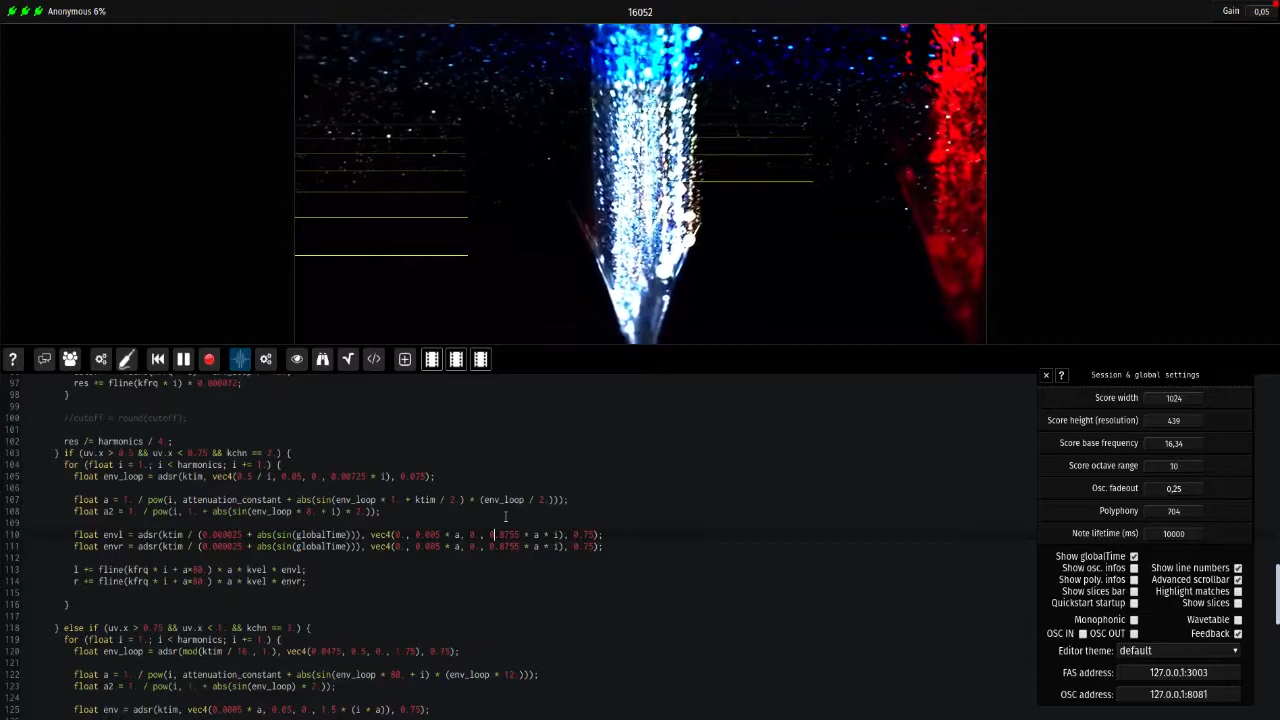 Anonymous 6%
16052
Gain 0,05
?
97 res += fline(kfrq * i) * 0.000072;
98 }
99
100 //cutoff = round(cutoff);
101
102 res /= harmonics / 4.;
103 } if (uv.x > 0.5 && uv.x < 0.75 && kchn == 2.) {
104 for (float i = 1.; i < harmonics; i += 1.) {
105 float env_loop = adsr(ktim, vec4(0.5 / i, 0.05, 0., 0.00725 * i), 0.075);
106
107 float a = 1. / pow(i, attenuation_constant + abs(sin(env_loop * 1. + ktim / 2.) * (env_loop / 2.)));
108 float a2 = 1. / pow(i, 1. + abs(sin(env_loop * 8. + i) * 2.));
109
110 float envl = adsr(ktim / (0.000025 + abs(sin(globalTime))), vec4(0., 0.005 * a, 0., 0.8755 * a * i), 0.75);
111 float envr = adsr(ktim / (0.000025 + abs(sin(globalTime))), vec4(0., 0.005 * a, 0., 0.8755 * a * i), 0.75);
112
113 l += fline(kfrq * i + a*80.) * a * kvel * envl;
114 r += fline(kfrq * i + a*80.) * a * kvel * envr;
115
116 }
117
118 } else if (uv.x > 0.75 && uv.x < 1. && kchn == 3.) {
119 for (float i = 1.; i < harmonics; i += 1.) {
120 float env_loop = adsr(mod(ktim / 16., 1.), vec4(0.0475, 0.5, 0., 1.75), 0.75);
121
122 float a = 1. / pow(i, attenuation_constant + abs(sin(env_loop * 80. + i) * (env_loop * 12.)));
123 float a2 = 1. / pow(i, 1. + abs(sin(env_loop) * 2.));
124
125 float env = adsr(ktim, vec4(0.0005 * a, 0.05, 0., 1.5 * (i * a)), 0.75);
× ? Session & global settings
Score width 1024
Score height (resolution) 439
Score base frequency 16,34
Score octave range 10
Osc. fadeout 0,25
Polyphony 704
Note lifetime (ms) 10000
Show globalTime
Show osc. infos Show line numbers
Show poly. infos Advanced scrollbar
Show slices bar Highlight matches
Quickstart startup Show slices
Monophonic Wavetable
OSC IN OSC OUT Feedback
Editor theme: default
FAS address: 127.0.0.1:3003
OSC address: 127.0.0.1:8081